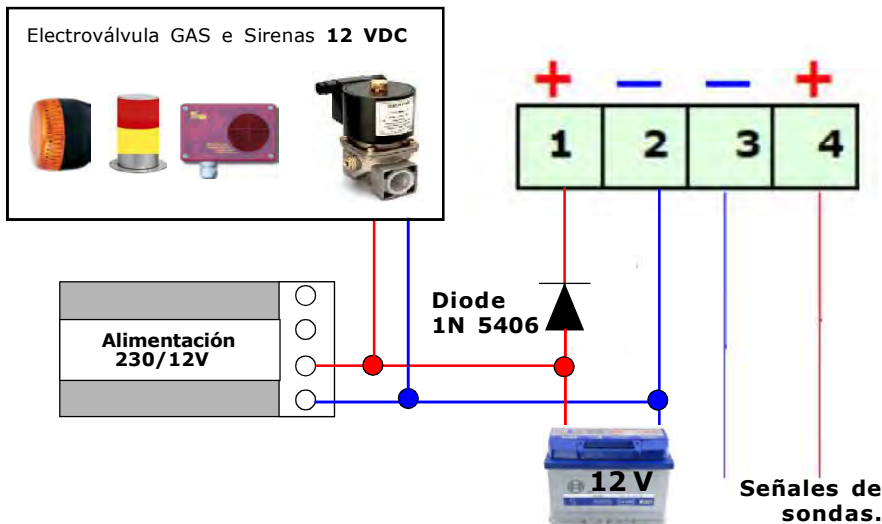 Electroválvula GAS e Sirenas 12 VDC
+ − − +
1 2 3 4
Diode
1N 5406
Alimentación
230/12V
12 V
Señales de
sondas.